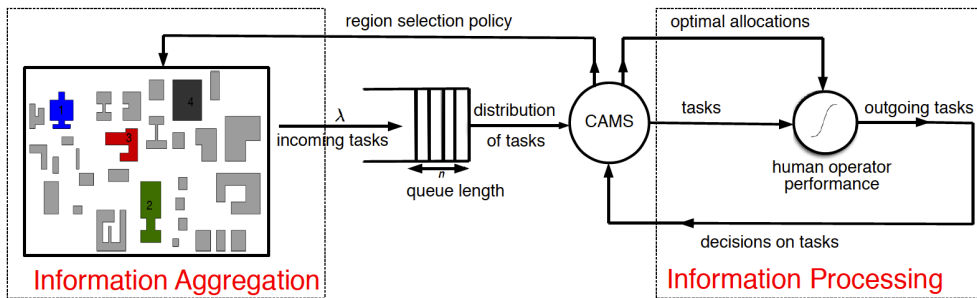 region selection policy
optimal allocations
1
4
3
2
λ
incoming tasks
n
queue length
distribution
of tasks
CAMS
tasks
outgoing tasks
human operator
performance
decisions on tasks
Information Aggregation
Information Processing